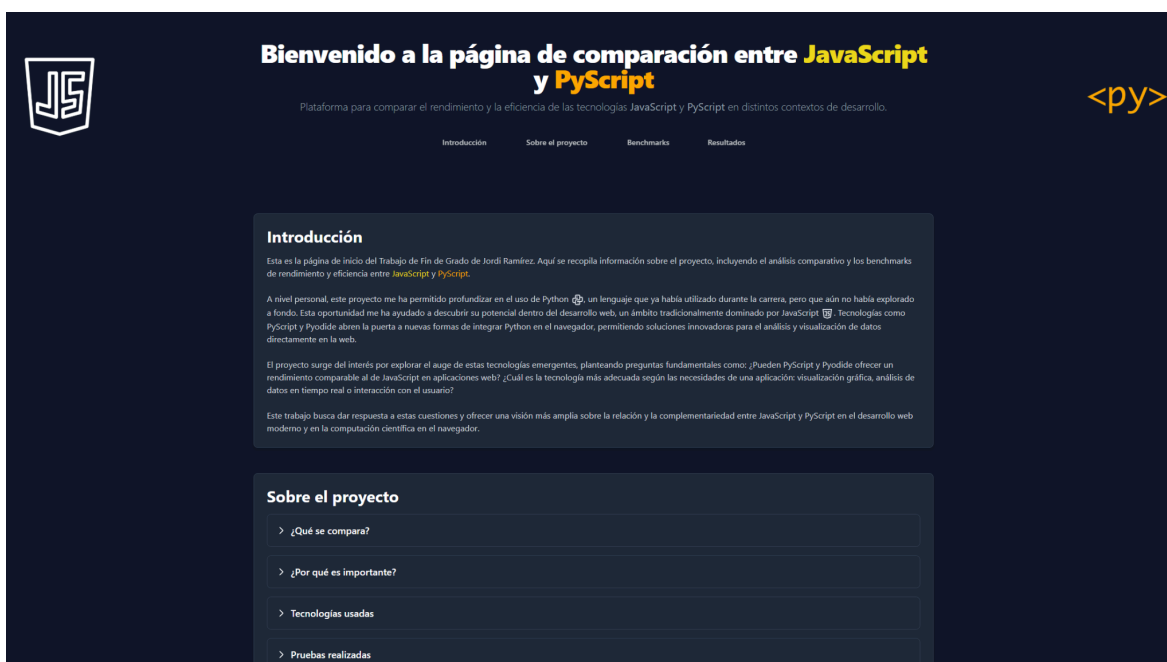 JS
Bienvenido a la página de comparación entre JavaScript
y PyScript
<py>
Plataforma para comparar el rendimiento y la eficiencia de las tecnologías JavaScript y PyScript en distintos contextos de desarrollo.
Introducción Sobre el proyecto Benchmarks Resultados
Introducción
Esta es la página de inicio del Trabajo de Fin de Grado de Jordi Ramírez. Aquí se recopila información sobre el proyecto, incluyendo el análisis comparativo y los benchmarks
de rendimiento y eficiencia entre JavaScript y PyScript.
A nivel personal, este proyecto me ha permitido profundizar en el uso de Python , un lenguaje que ya había utilizado durante la carrera, pero que aún no había explorado
a fondo. Esta oportunidad me ha ayudado a descubrir su potencial dentro del desarrollo web, un ámbito tradicionalmente dominado por JavaScript JS . Tecnologías como
PyScript y Pyodide abren la puerta a nuevas formas de integrar Python en el navegador, permitiendo soluciones innovadoras para el análisis y visualización de datos
directamente en la web.
El proyecto surge del interés por explorar el auge de estas tecnologías emergentes, planteando preguntas fundamentales como: ¿Pueden PyScript y Pyodide ofrecer un
rendimiento comparable al de JavaScript en aplicaciones web? ¿Cuál es la tecnología más adecuada según las necesidades de una aplicación: visualización gráfica, análisis de
datos en tiempo real o interacción con el usuario?
Este trabajo busca dar respuesta a estas cuestiones y ofrecer una visión más amplia sobre la relación y la complementariedad entre JavaScript y PyScript en el desarrollo web
moderno y en la computación científica en el navegador.
Sobre el proyecto
¿Qué se compara?
¿Por qué es importante?
Tecnologías usadas
Pruebas realizadas